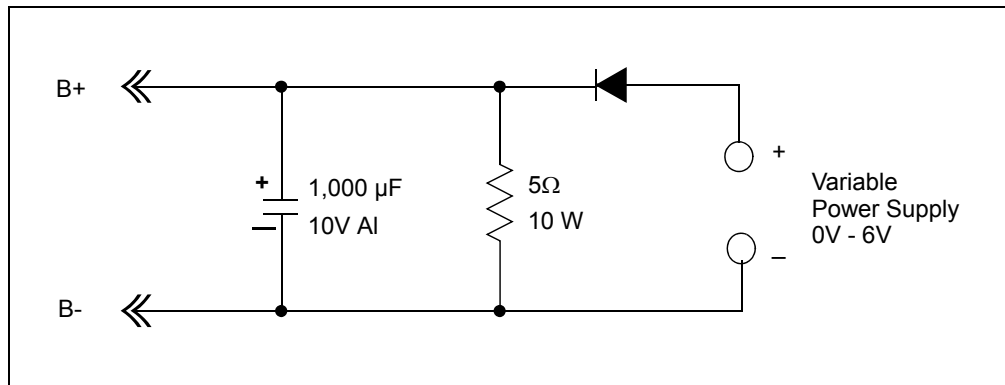 B+
+
1,000 µF
10V Al
–
5Ω
10 W
+
Variable
Power Supply
0V - 6V
–
B-